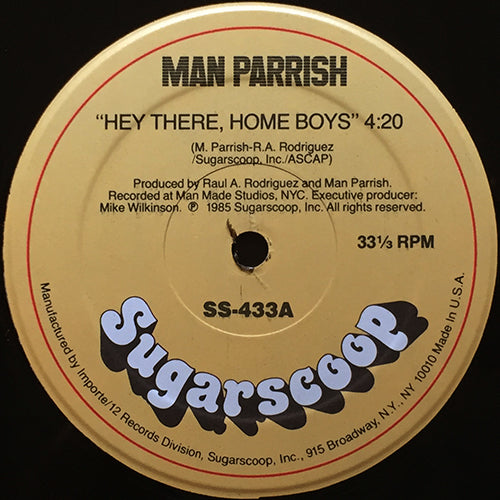 MAN PARRISH
“HEY THERE, HOME BOYS” 4:20
(M. Parrish-R.A. Rodriguez
/Sugarscoop, Inc./ASCAP)
Produced by Raul A. Rodriguez and Man Parrish.
Recorded at Man Made Studios, NYC. Executive producer:
Mike Wilkinson. ℗ 1985 Sugarscoop, Inc. All rights reserved.
33⅓ RPM
SS-433A
Sugarscoop
Manufactured by Importe/12 Records Division, Sugarscoop, Inc., 915 Broadway, N.Y., NY 10010 Made in U.S.A.